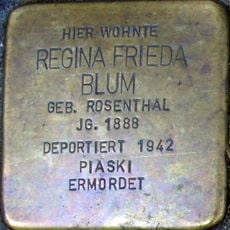 HIER WOHNTE
REGINA FRIEDA
BLUM
GEB. ROSENTHAL
JG. 1888
DEPORTIERT 1942
PIASKI
ERMORDET